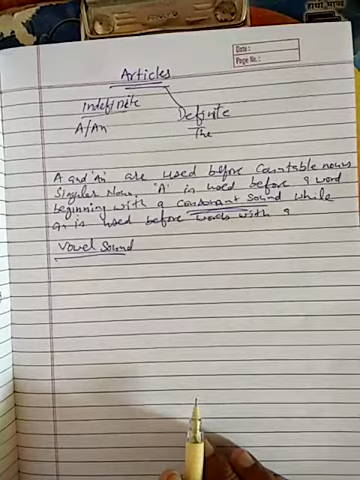 Date :
Page No. :
Articles
Indefinite Definite
A/An The
A and 'An' are used before Countable nouns
Singular Noun, 'A' is used before a word
beginning with a consonant sound while
an is used before words with a
Vowel Sound